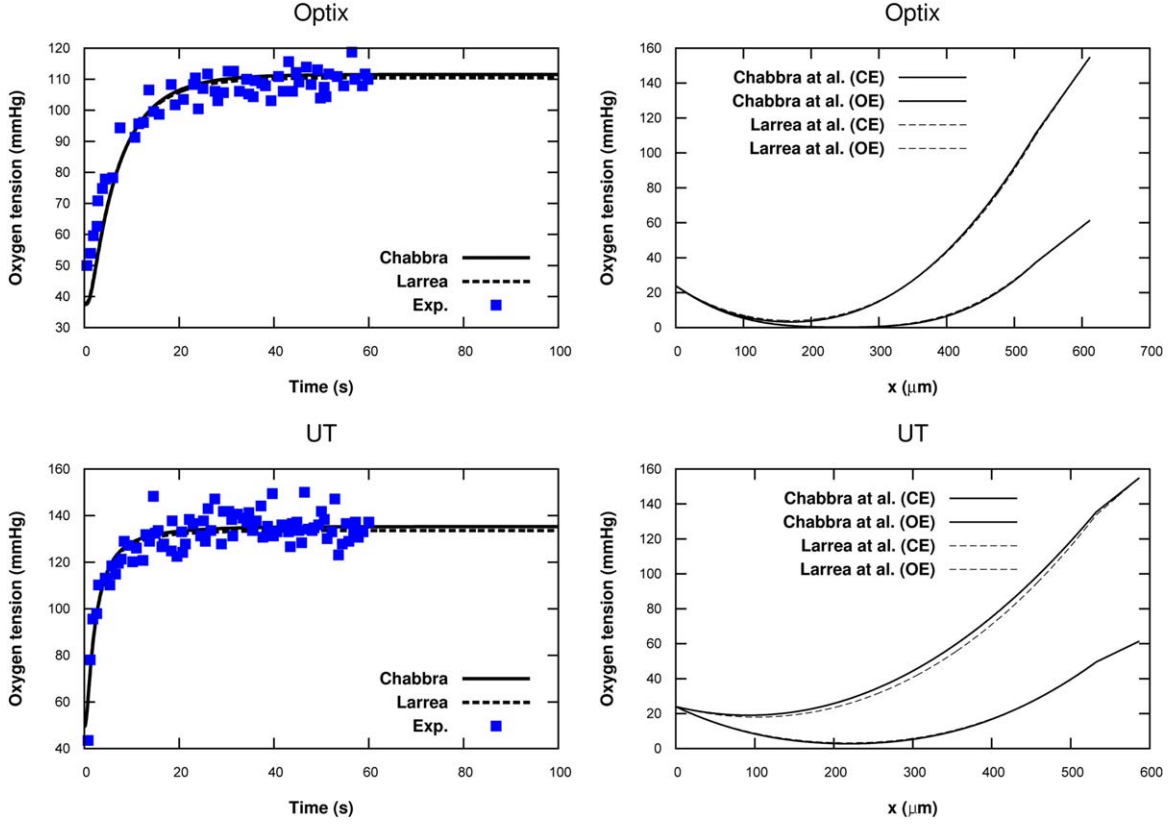 Optix
120
110
100
90
80
70
60
50
40
30
0 20 40 60 80 100
Oxygen tension (mmHg)
Time (s)
Chabbra
Larrea
Exp.
Optix
160
140
120
100
80
60
40
20
0
0 100 200 300 400 500 600 700
Oxygen tension (mmHg)
x (μm)
Chabbra at al. (CE)
Chabbra at al. (OE)
Larrea at al. (CE)
Larrea at al. (OE)
UT
160
140
120
100
80
60
40
0 20 40 60 80 100
Oxygen tension (mmHg)
Time (s)
Chabbra
Larrea
Exp.
UT
160
140
120
100
80
60
40
20
0
0 100 200 300 400 500 600
Oxygen tension (mmHg)
x (μm)
Chabbra at al. (CE)
Chabbra at al. (OE)
Larrea at al. (CE)
Larrea at al. (OE)